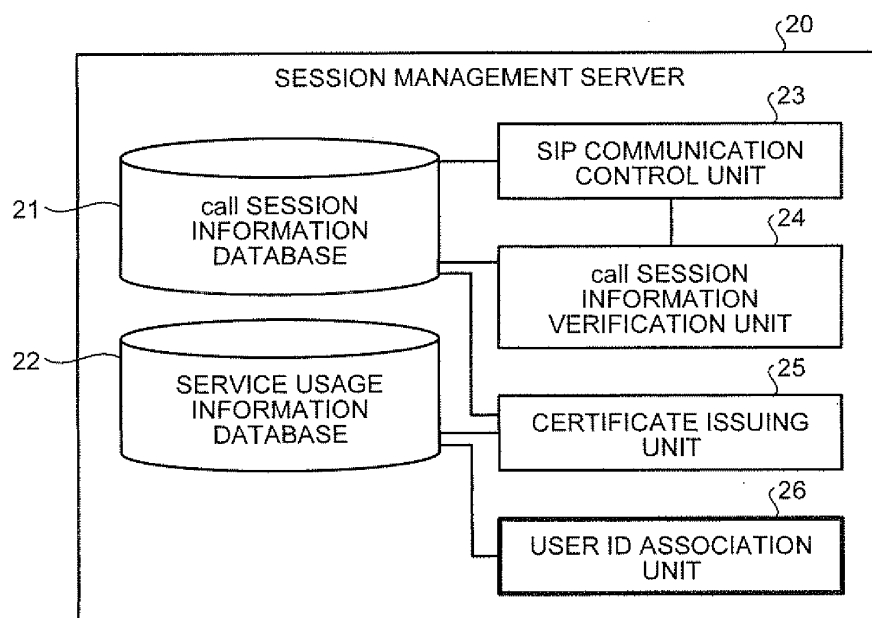 20
SESSION MANAGEMENT SERVER
21
call SESSION
INFORMATION
DATABASE
23
SIP COMMUNICATION
CONTROL UNIT
24
call SESSION
INFORMATION
VERIFICATION UNIT
22
SERVICE USAGE
INFORMATION
DATABASE
25
CERTIFICATE ISSUING
UNIT
26
USER ID ASSOCIATION
UNIT